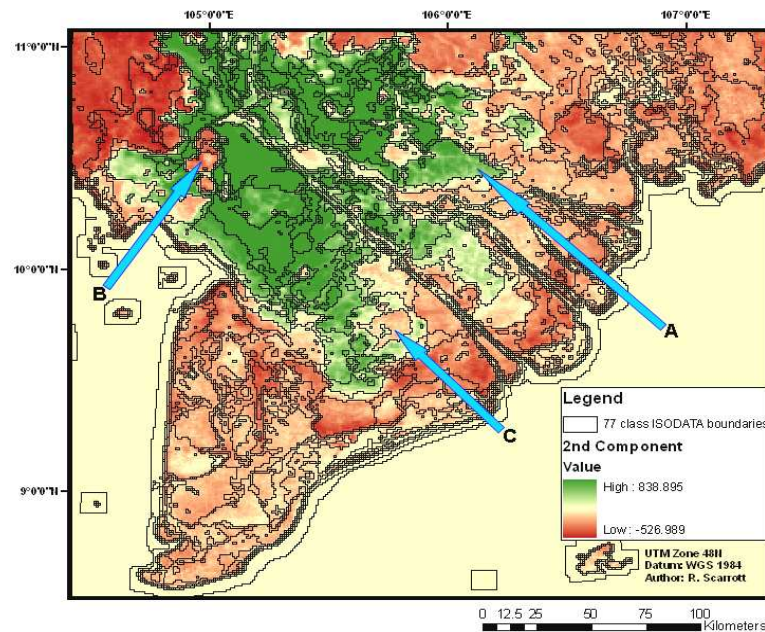 105°0'0"E 106°0'0"E 107°0'0"E
11°0'0"N
10°0'0"N
9°0'0"N
B
A
C
Legend
77 class ISODATA boundaries
2nd Component
Value
High : 838.895
Low : -526.989
UTM Zone 48N
Datum: WGS 1984
Author: R. Scarrott
0 12.5 25 50 75 100
Kilometers